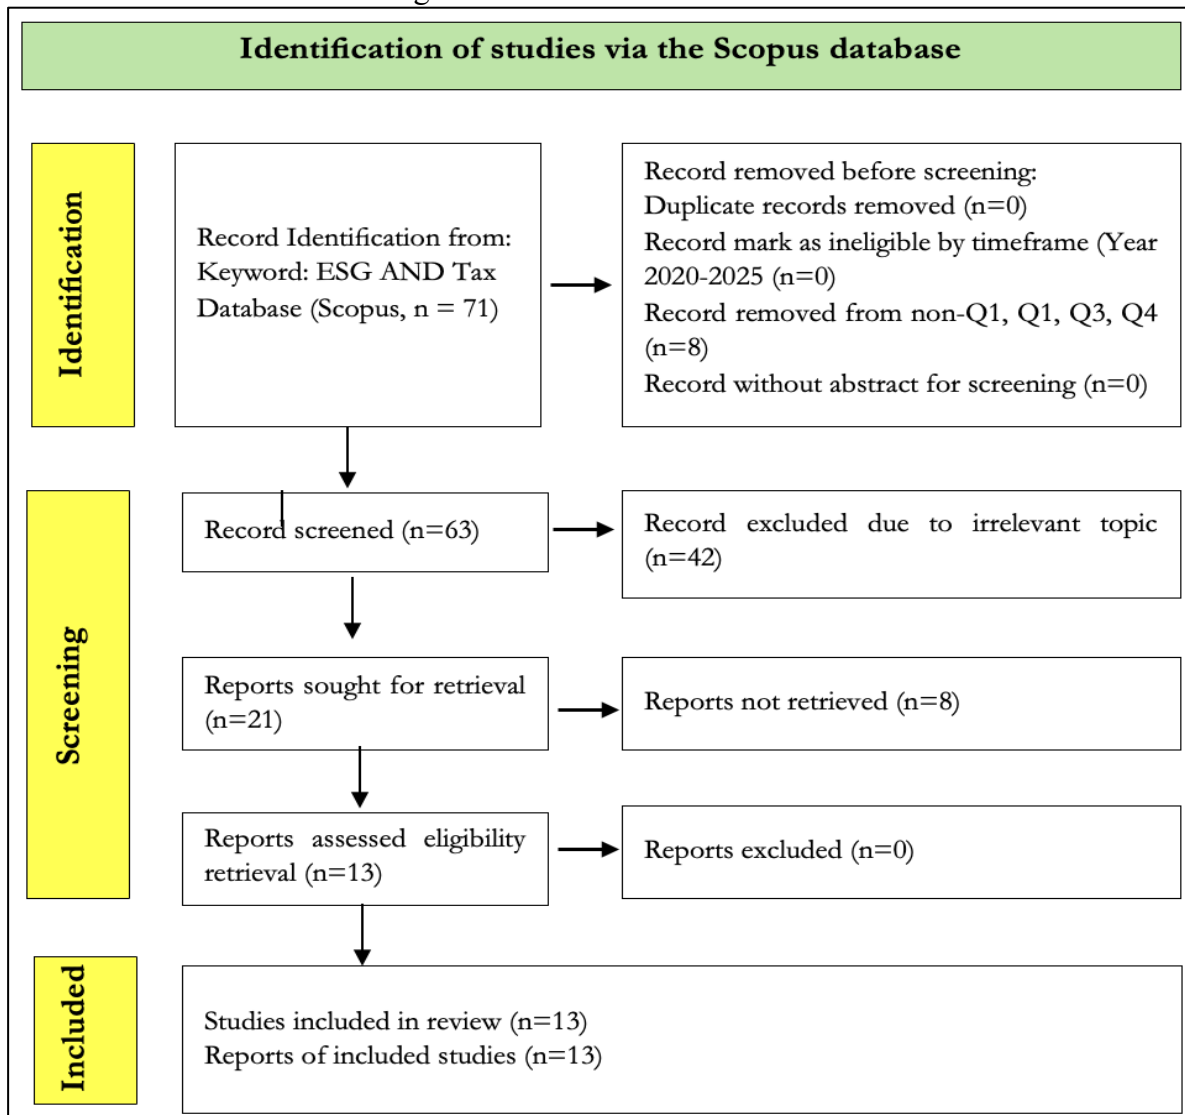 Identification of studies via the Scopus database
Identification
Record Identification from:
Keyword: ESG AND Tax
Database (Scopus, n = 71)
Record removed before screening:
Duplicate records removed (n=0)
Record mark as ineligible by timeframe (Year
2020-2025 (n=0)
Record removed from non-Q1, Q1, Q3, Q4
(n=8)
Record without abstract for screening (n=0)
Screening
Record screened (n=63)
Record excluded due to irrelevant topic
(n=42)
Reports sought for retrieval
(n=21)
Reports not retrieved (n=8)
Reports assessed eligibility
retrieval (n=13)
Reports excluded (n=0)
Included
Studies included in review (n=13)
Reports of included studies (n=13)